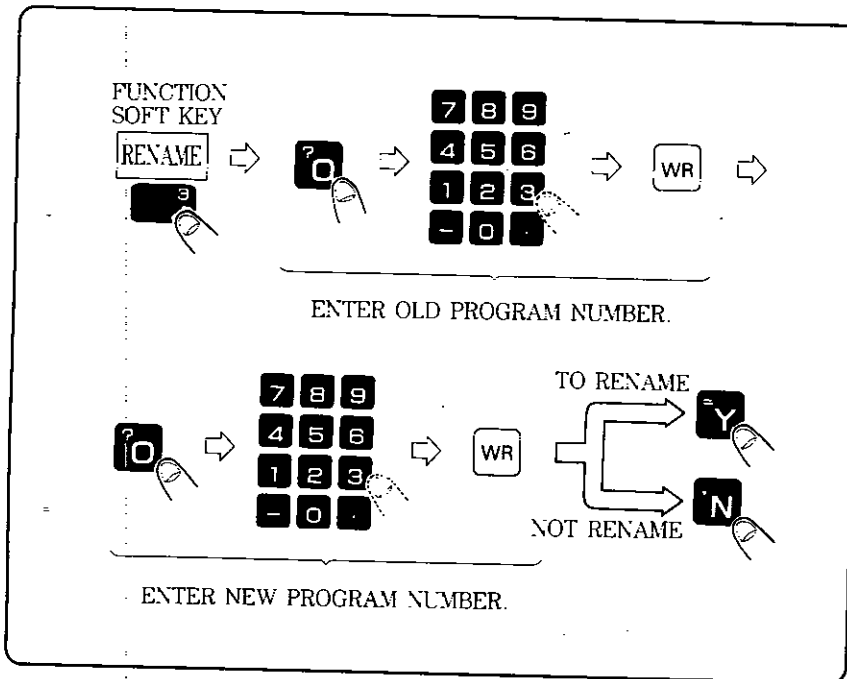 FUNCTION
SOFT KEY
RENAME
3
? O
7 8 9
4 5 6
1 2 3
- 0 .
WR
ENTER OLD PROGRAM NUMBER.
? O
7 8 9
4 5 6
1 2 3
- 0 .
WR
TO RENAME
= Y
NOT RENAME
N
ENTER NEW PROGRAM NUMBER.